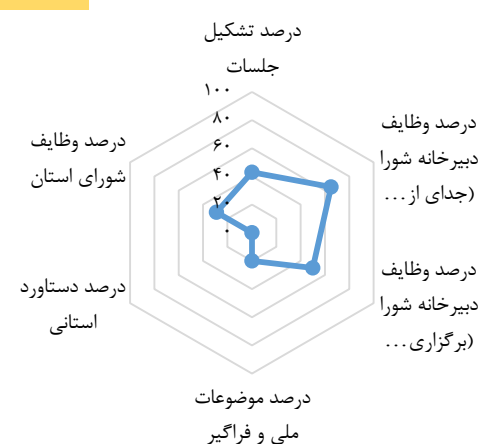 درصد تشکیل
جلسات
۱۰۰
۸۰
۶۰
۴۰
۲۰
۰
درصد وظایف
دبیرخانه شورا
(جدای از...
درصد وظایف
دبیرخانه شورا
(برگزاری...
درصد موضوعات
ملی و فراگیر
درصد دستاورد
استانی
درصد وظایف
شورای استان